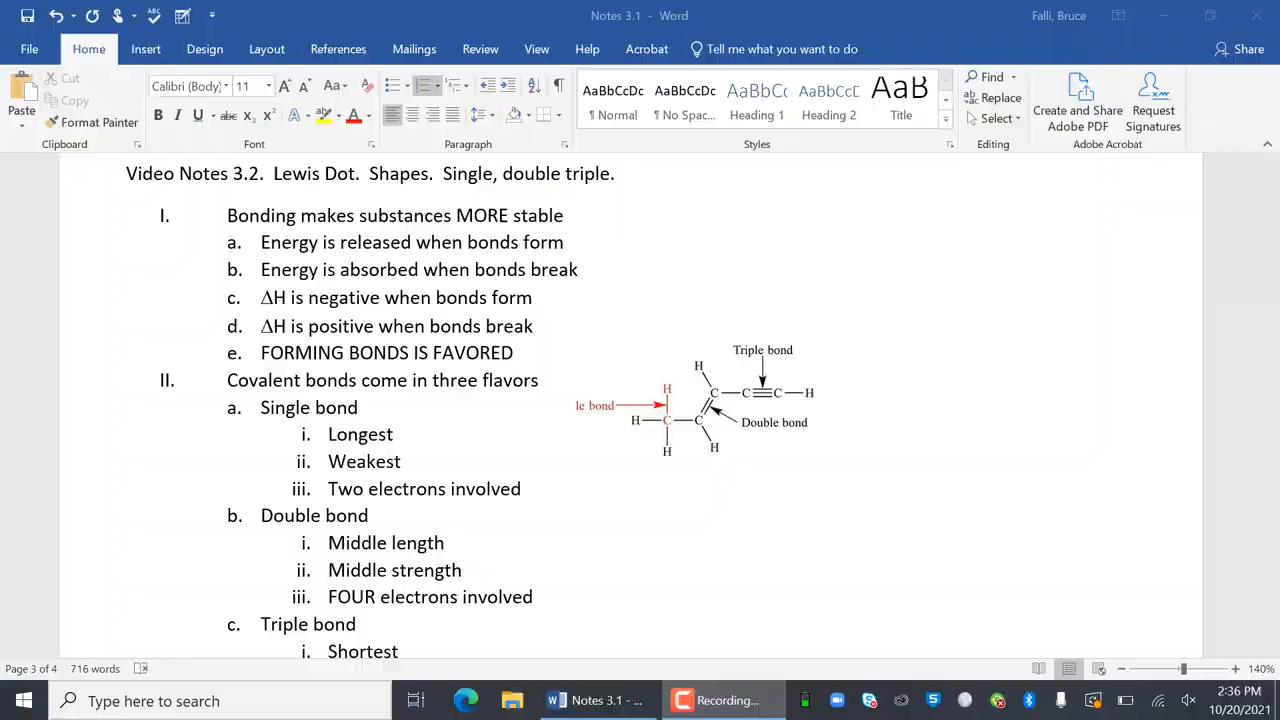 Notes 3.1 - Word
Falli, Bruce
File Home Insert Design Layout References Mailings Review View Help Acrobat Tell me what you want to do Share
Paste
Cut
Copy
Format Painter
Clipboard
Calibri (Body) 11
Aa
B I U abc x2 x2 A A
Font
Paragraph
AaBbCcDc AaBbCcDc AaBbCc AaBbCcD AaB
¶ Normal ¶ No Spac... Heading 1 Heading 2 Title
Styles
Find
Replace
Select
Editing
Create and Share Adobe PDF
Request Signatures
Adobe Acrobat
Video Notes 3.2. Lewis Dot. Shapes. Single, double triple.
I. Bonding makes substances MORE stable
a. Energy is released when bonds form
b. Energy is absorbed when bonds break
c. ΔH is negative when bonds form
d. ΔH is positive when bonds break
e. FORMING BONDS IS FAVORED
II. Covalent bonds come in three flavors
a. Single bond
i. Longest
ii. Weakest
iii. Two electrons involved
b. Double bond
i. Middle length
ii. Middle strength
iii. FOUR electrons involved
c. Triple bond
i. Shortest
Triple bond
H
H C C C H
le bond
H C C Double bond
H H
Page 3 of 4 716 words
140%
Type here to search
Notes 3.1 - ...
Recording...
2:36 PM
10/20/2021